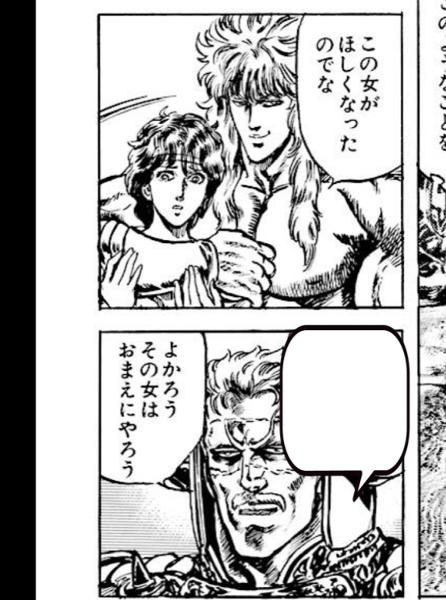 この女が
ほしくなった
のでな
よかろう
その女は
おまえにやろう